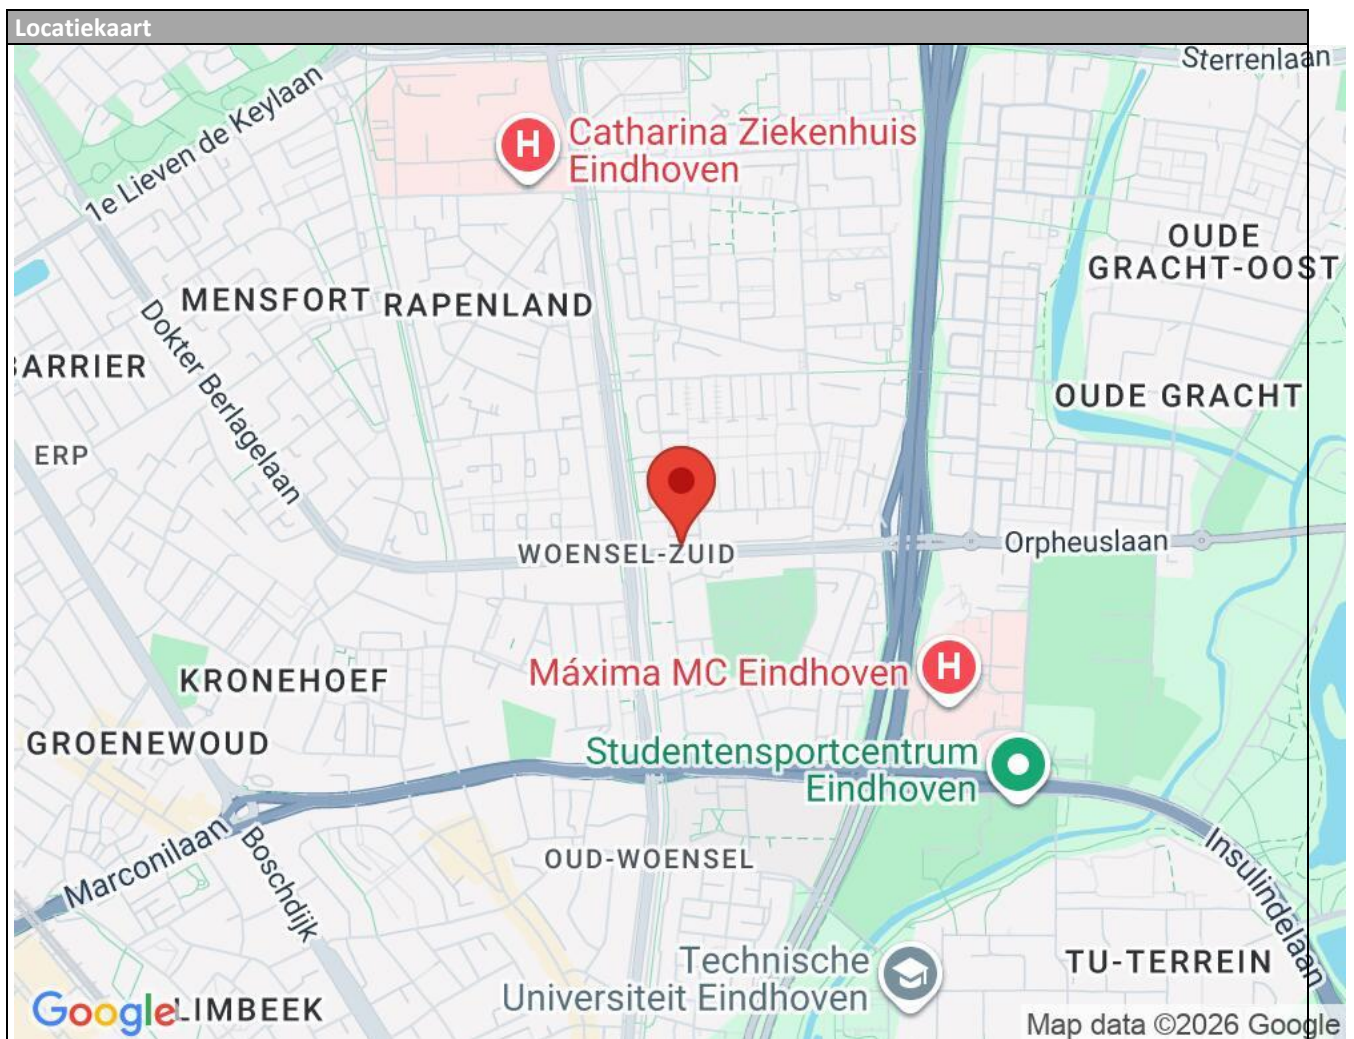 Locatiekaart
Sterrenlaan
1e Lieven de Keylaan
Catharina Ziekenhuis
Eindhoven
OUDE
GRACHT-OOST
MENSFORT
RAPENLAND
Dokter Berlagelaan
ARRIER
OUDE GRACHT
ERP
Orpheuslaan
WOENSEL-ZUID
Máxima MC Eindhoven
H
H
KRONEHOEF
GROENEWOUD
Studentensportcentrum
Eindhoven
Marconilaan
Boschdijk
OUD-WOENSEL
Insulindelaan
Technische
Universiteit Eindhoven
TU-TERREIN
Google
LIMBEEK
Map data ©2026 Google